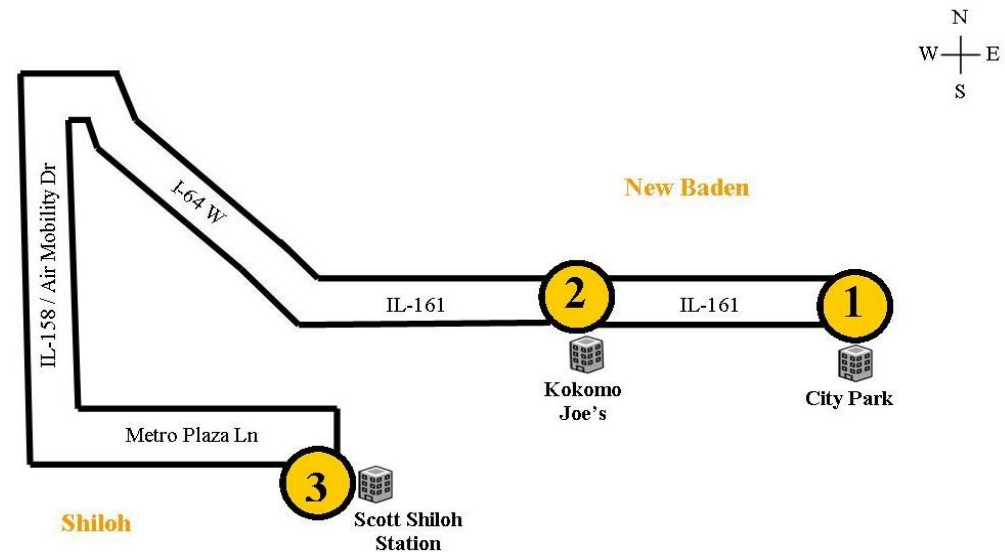 N
W E
S
New Baden
I-64 W
IL-158 / Air Mobility Dr
2
1
IL-161
IL-161
Kokomo
Joe's
City Park
Metro Plaza Ln
3
Scott Shiloh
Station
Shiloh